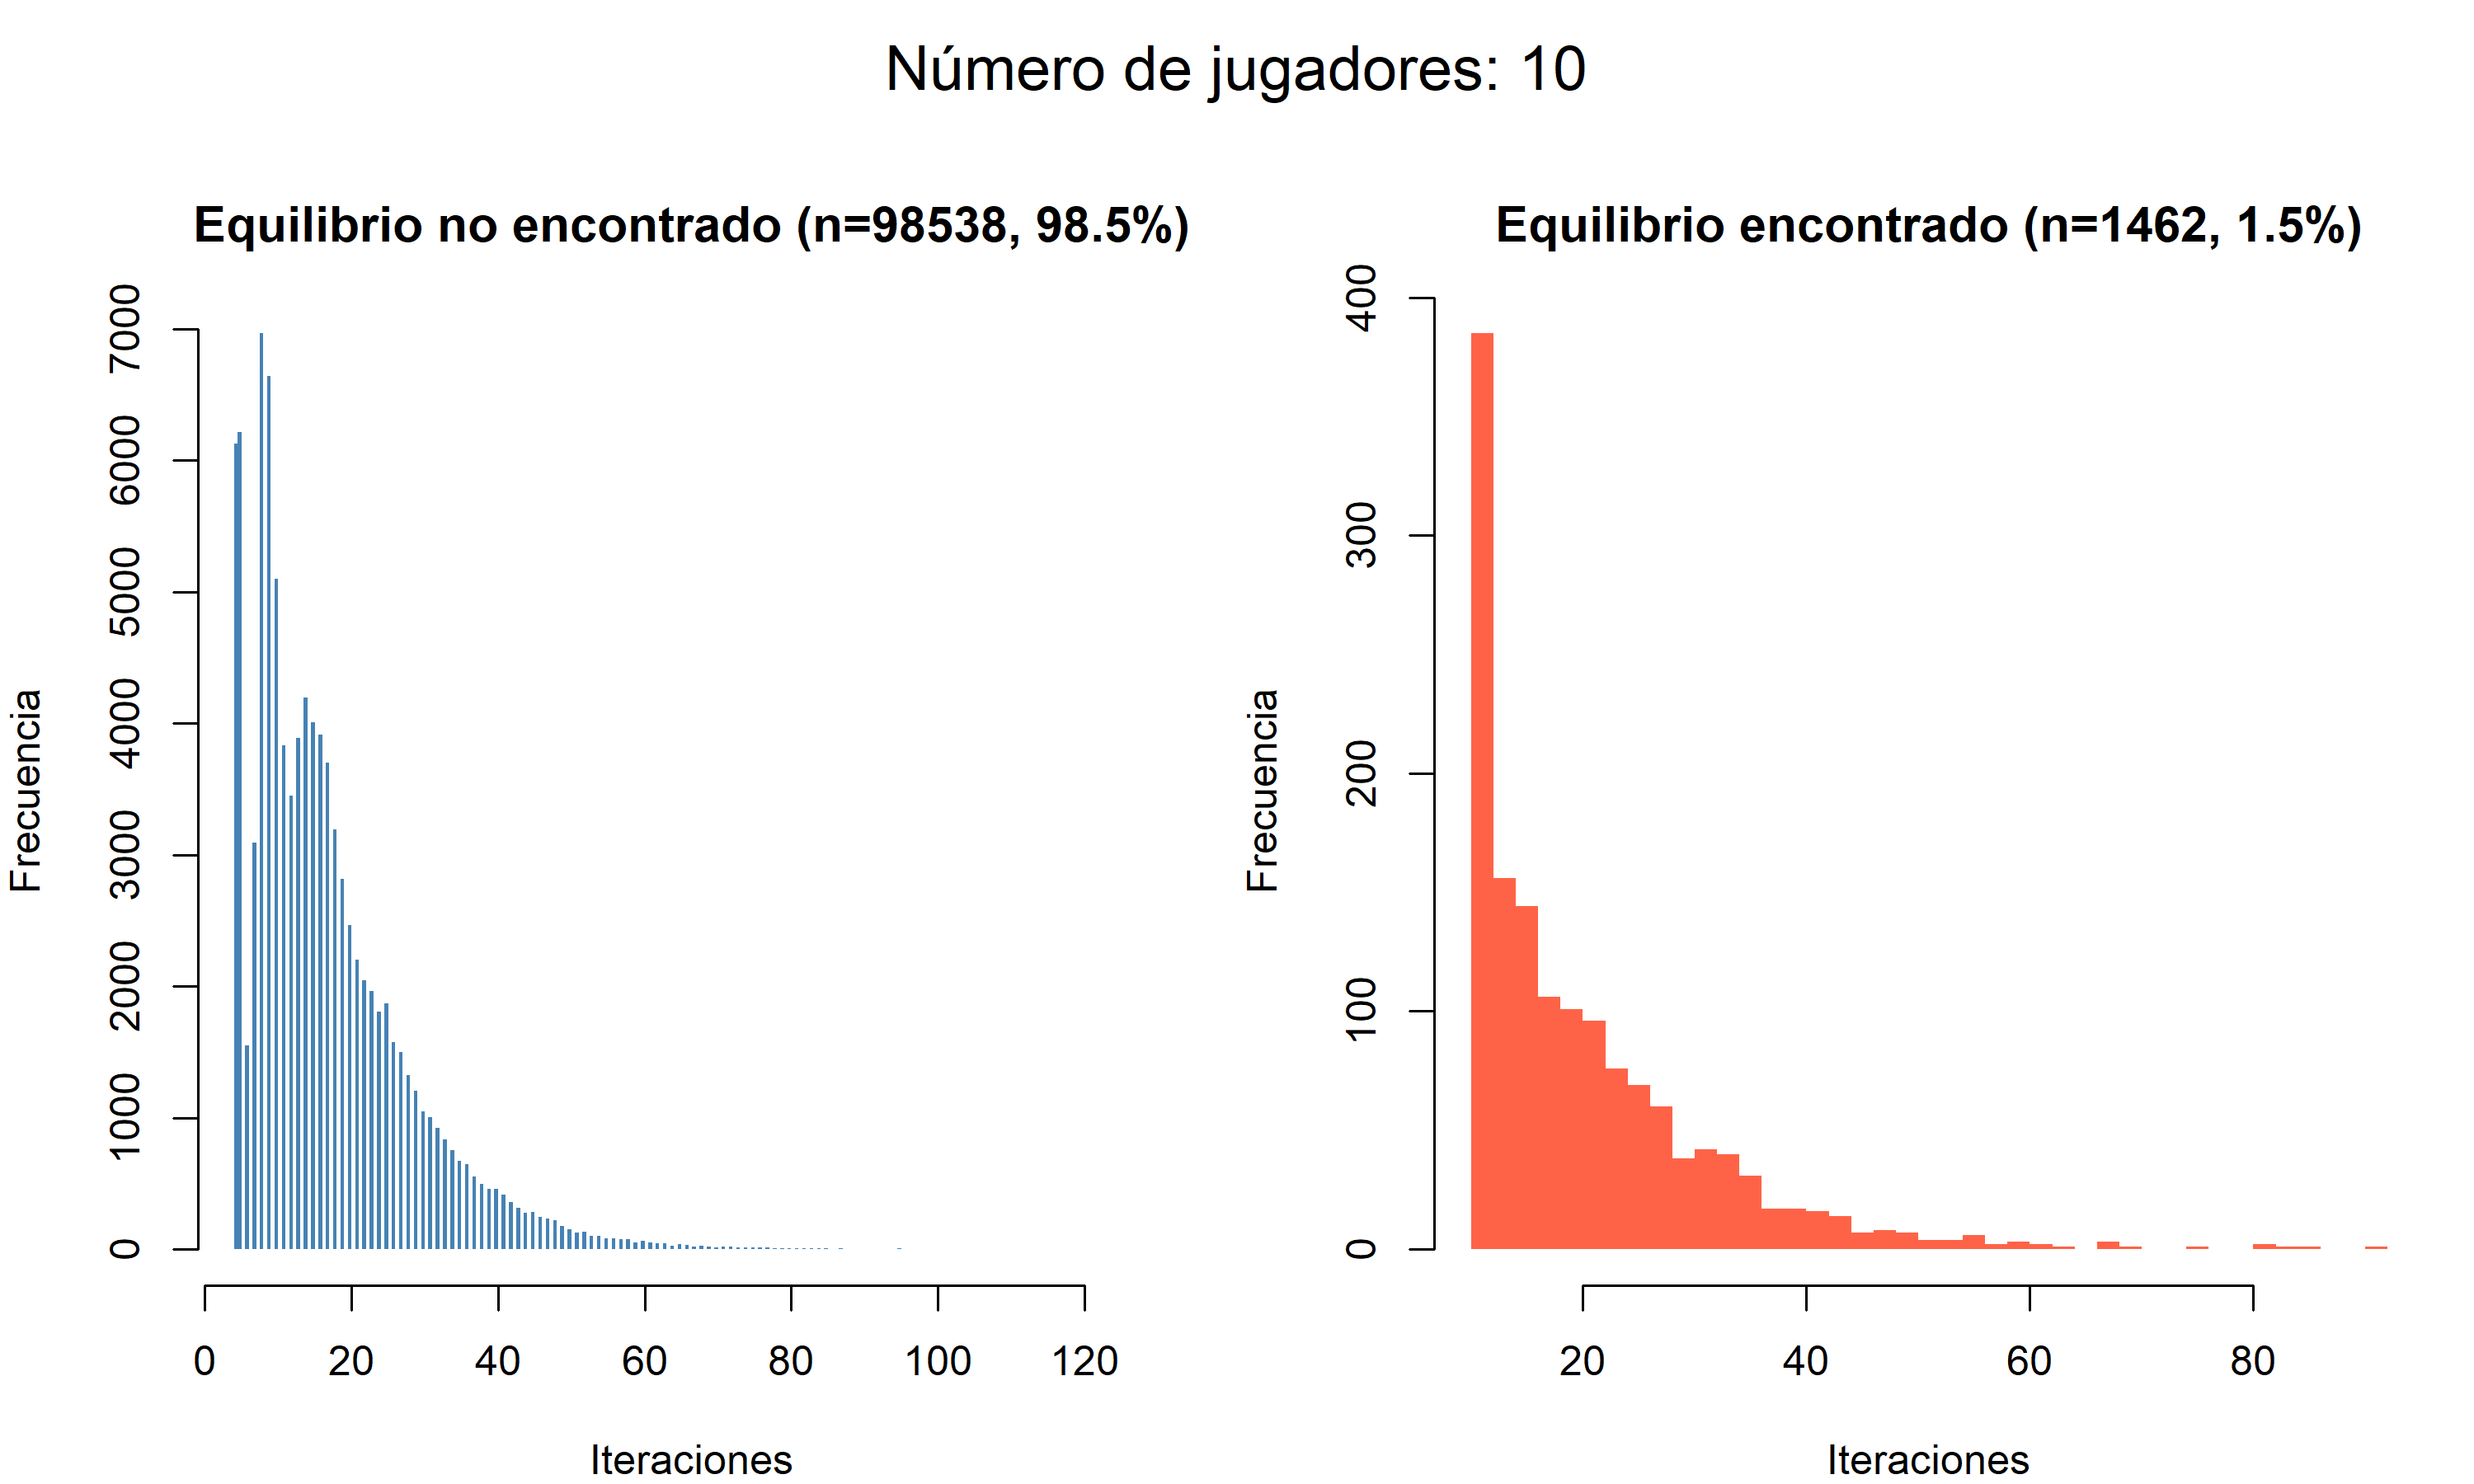 Número de jugadores: 10
Equilibrio no encontrado (n=98538, 98.5%)
Frecuencia
7000
6000
5000
4000
3000
2000
1000
0
0 20 40 60 80 100 120
Iteraciones
Equilibrio encontrado (n=1462, 1.5%)
Frecuencia
400
300
200
100
0
20 40 60 80
Iteraciones